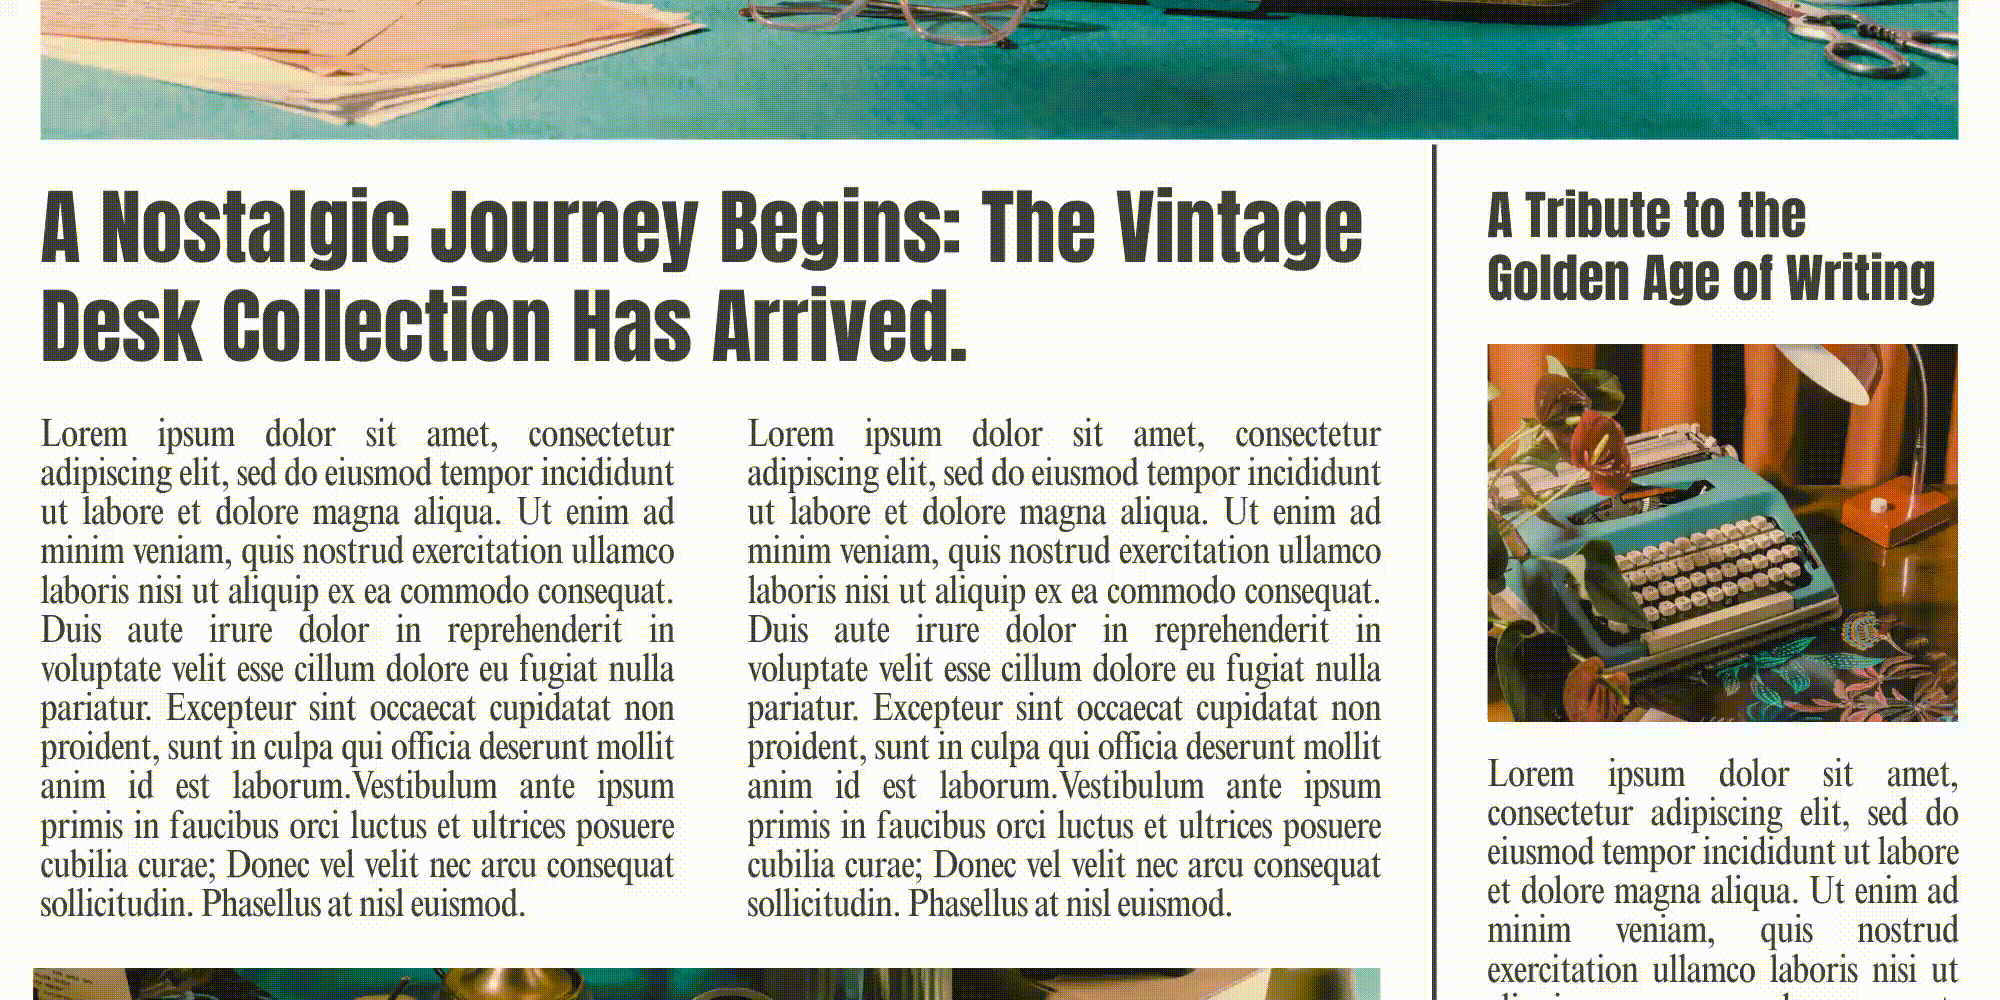 A Nostalgic Journey Begins: The Vintage
Desk Collection Has Arrived.
Lorem ipsum dolor sit amet, consectetur
adipiscing elit, sed do eiusmod tempor incididunt
ut labore et dolore magna aliqua. Ut enim ad
minim veniam, quis nostrud exercitation ullamco
laboris nisi ut aliquip ex ea commodo consequat.
Duis aute irure dolor in reprehenderit in
voluptate velit esse cillum dolore eu fugiat nulla
pariatur. Excepteur sint occaecat cupidatat non
proident, sunt in culpa qui officia deserunt mollit
anim id est laborum.Vestibulum ante ipsum
primis in faucibus orci luctus et ultrices posuere
cubilia curae; Donec vel velit nec arcu consequat
sollicitudin. Phasellus at nisl euismod.
Lorem ipsum dolor sit amet, consectetur
adipiscing elit, sed do eiusmod tempor incididunt
ut labore et dolore magna aliqua. Ut enim ad
minim veniam, quis nostrud exercitation ullamco
laboris nisi ut aliquip ex ea commodo consequat.
Duis aute irure dolor in reprehenderit in
voluptate velit esse cillum dolore eu fugiat nulla
pariatur. Excepteur sint occaecat cupidatat non
proident, sunt in culpa qui officia deserunt mollit
anim id est laborum.Vestibulum ante ipsum
primis in faucibus orci luctus et ultrices posuere
cubilia curae; Donec vel velit nec arcu consequat
sollicitudin. Phasellus at nisl euismod.
A Tribute to the
Golden Age of Writing
Lorem ipsum dolor sit amet,
consectetur adipiscing elit, sed do
eiusmod tempor incididunt ut labore
et dolore magna aliqua. Ut enim ad
minim veniam, quis nostrud
exercitation ullamco laboris nisi ut